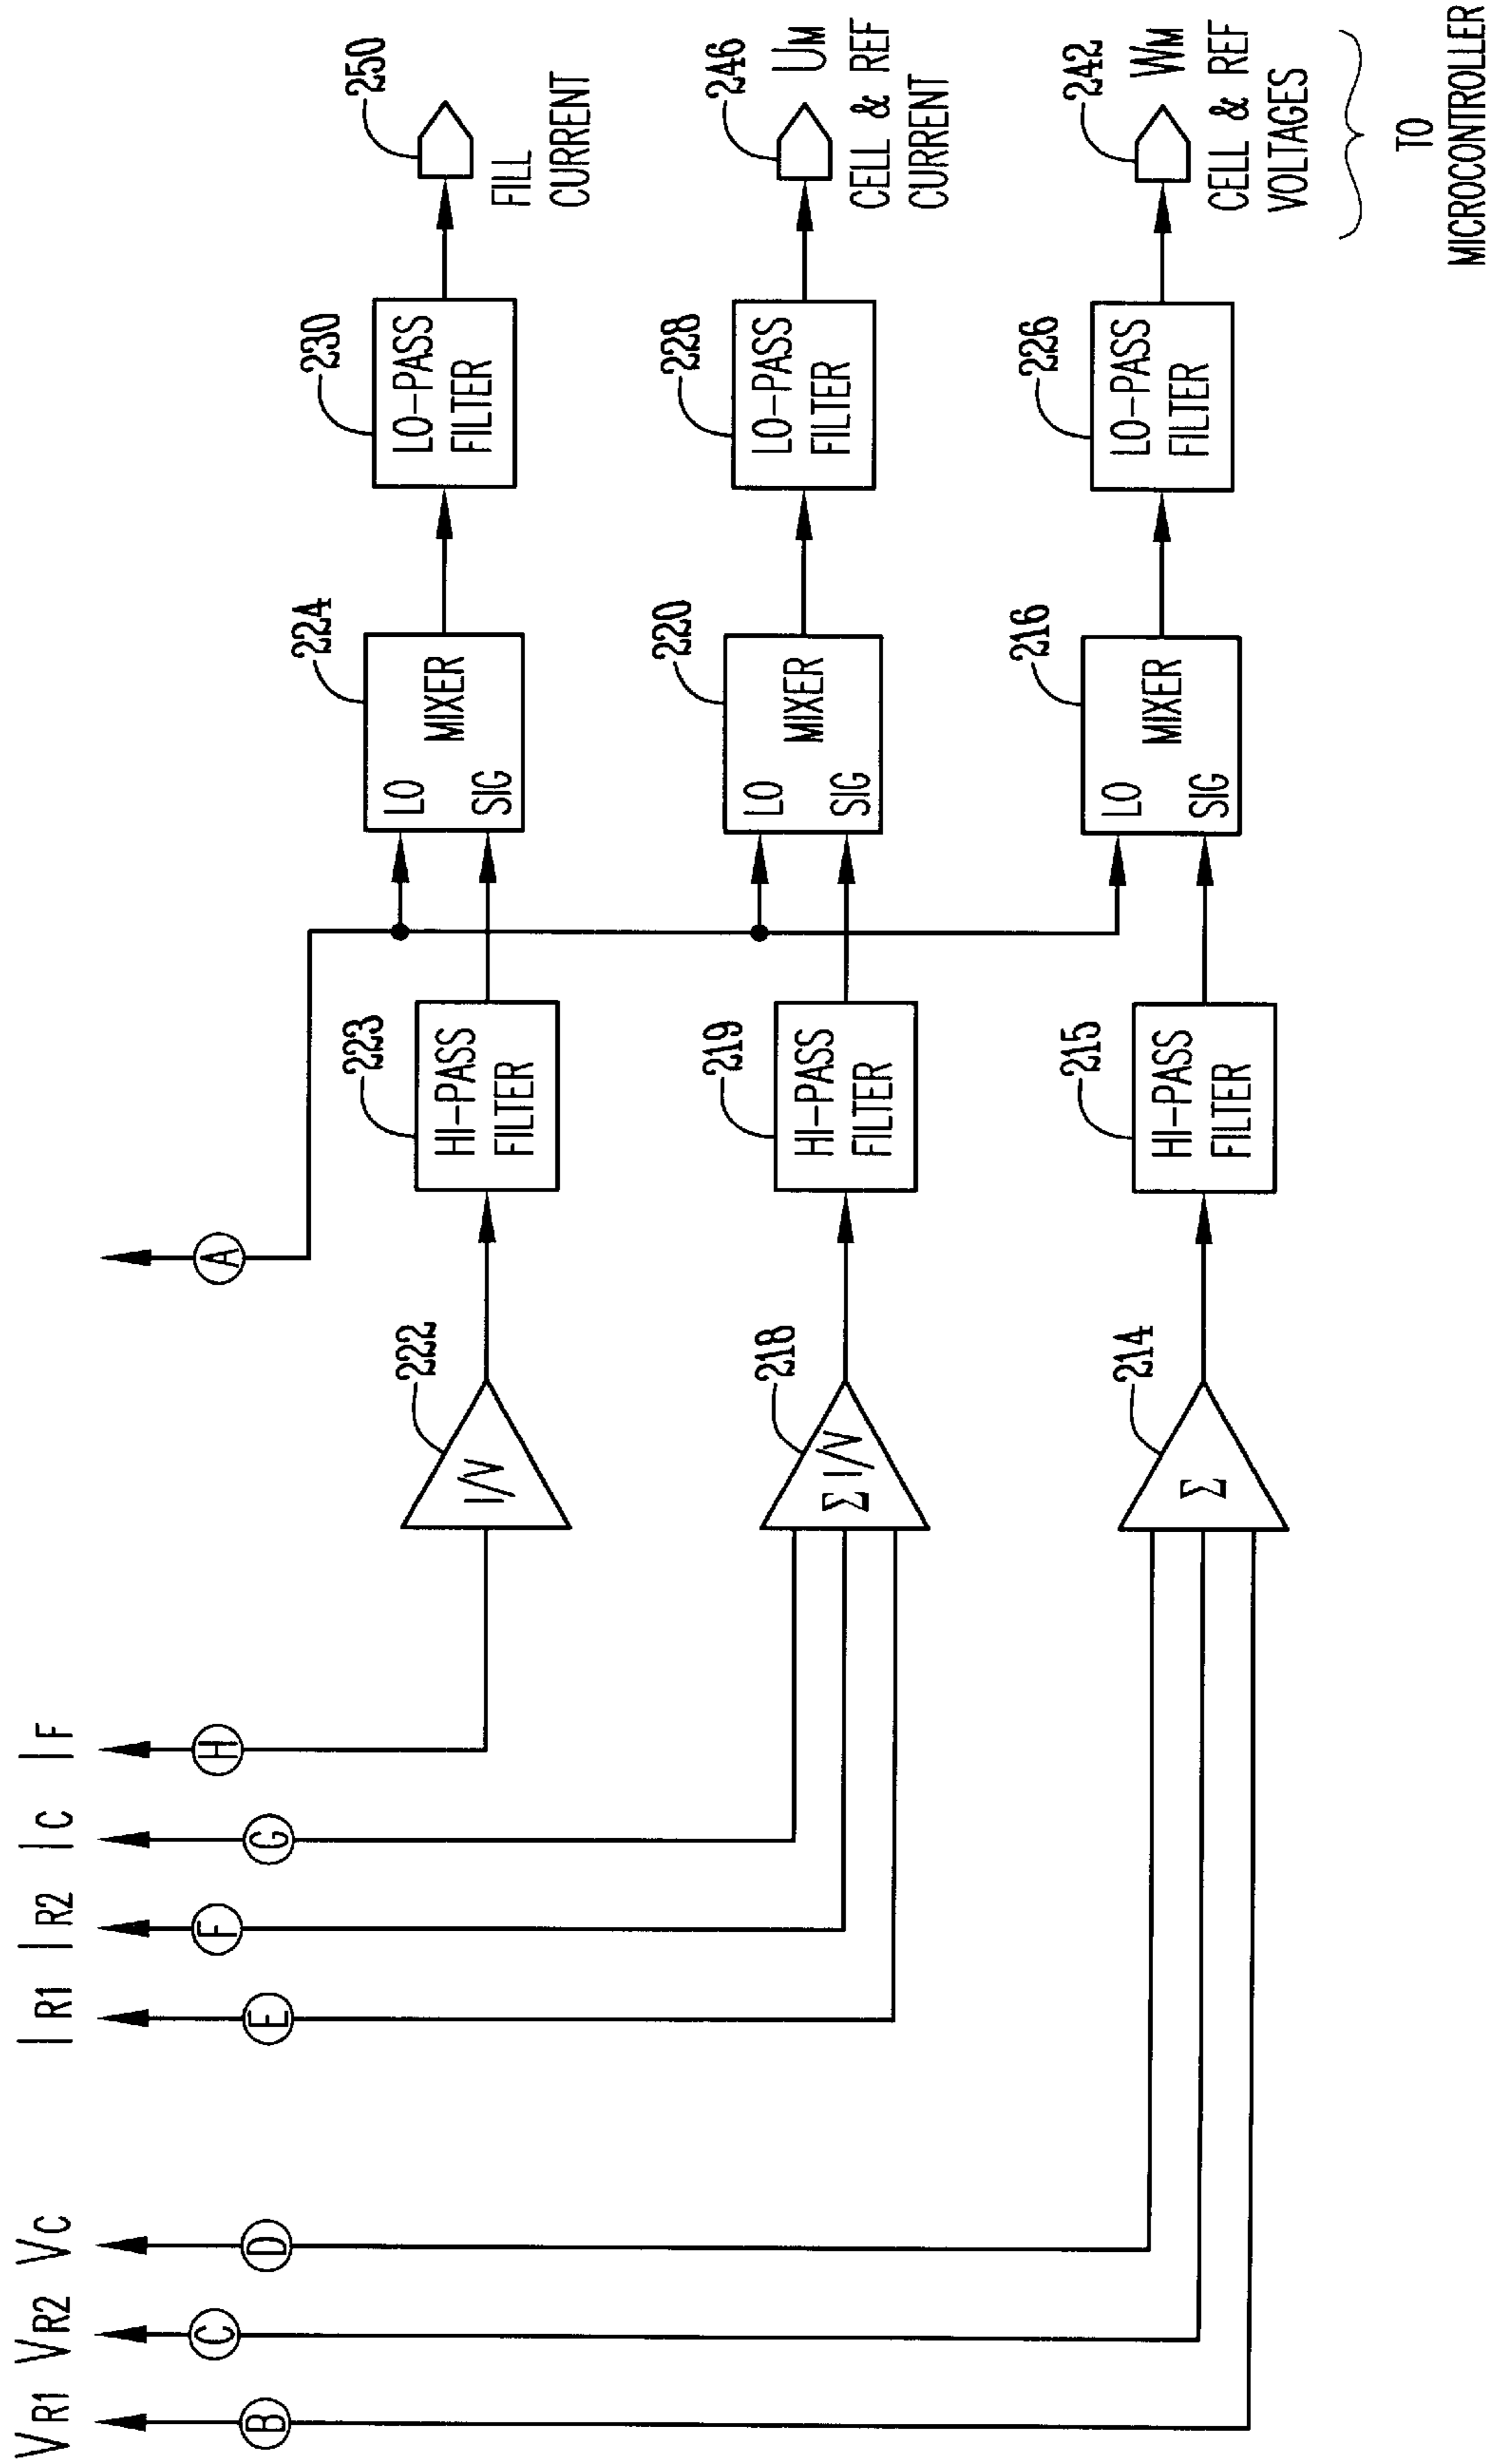 VR1 VR2 VC IR1 IR2 IC IF
B
C
D
E
F
G
H
A
222
I/V
223
HI-PASS
FILTER
224
LO
SIG
MIXER
230
LO-PASS
FILTER
250
FILL
CURRENT
218
Σ I/V
219
HI-PASS
FILTER
220
LO
SIG
MIXER
228
LO-PASS
FILTER
246
UM
CELL & REF
CURRENT
214
Σ
215
HI-PASS
FILTER
216
LO
SIG
MIXER
226
LO-PASS
FILTER
242
WM
CELL & REF
VOLTAGES
TO
MICROCONTROLLER